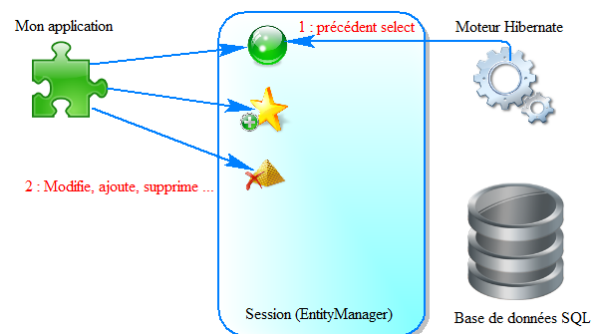 Mon application
1 : précédent select
Moteur Hibernate
2 : Modifie, ajoute, supprime ...
Session (EntityManager)
Base de données SQL